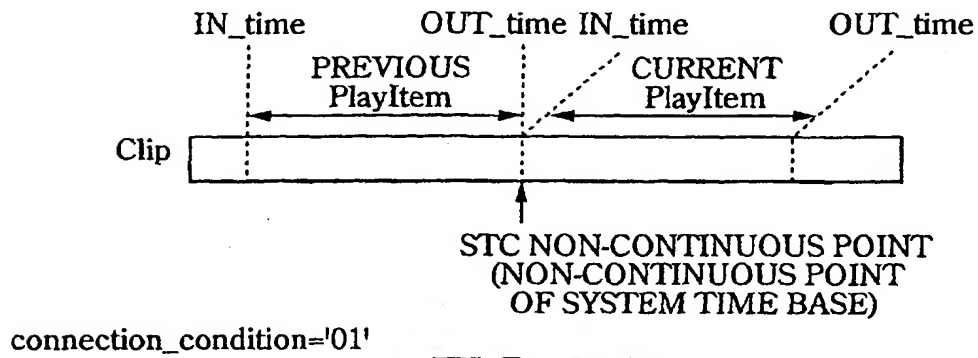 IN_time OUT_time IN_time OUT_time
PREVIOUS
PlayItem
CURRENT
PlayItem
Clip
STC NON-CONTINUOUS POINT
(NON-CONTINUOUS POINT
OF SYSTEM TIME BASE)
connection_condition='01'